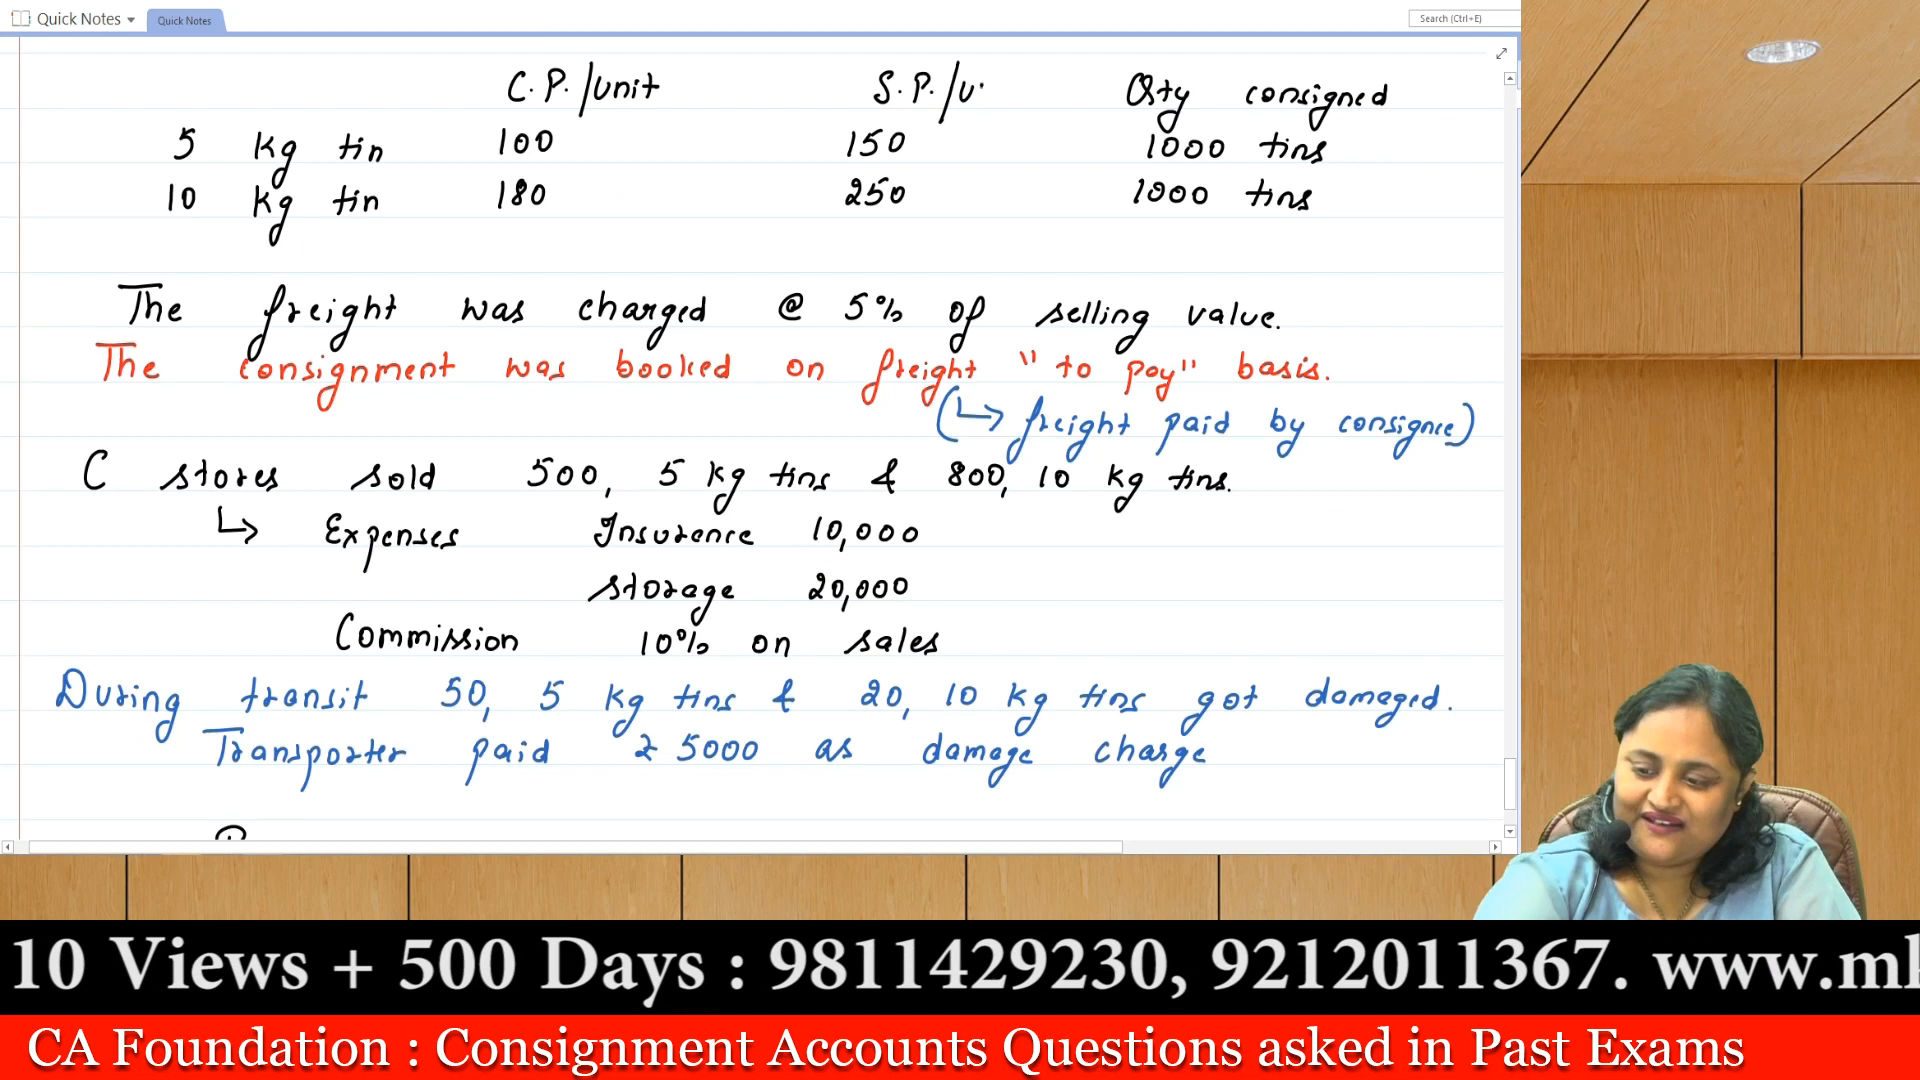 Quick Notes
Quick Notes
Search (Ctrl+E)
C.P./unit S.P./u. Qty consigned
5 kg tin 100 150 1000 tins
10 kg tin 180 250 1000 tins
The freight was charged @ 5% of selling value.
The consignment was booked on freight "to pay" basis.
(↳ freight paid by consignee)
C stores sold 500, 5 kg tins & 800, 10 kg tins.
↳ Expenses Insurance 10,000
storage 20,000
Commission 10% on sales
During transit 50, 5 kg tins & 20, 10 kg tins got damaged.
Transporter paid ₹ 5000 as damage charge
10 Views + 500 Days : 9811429230, 9212011367. www.m
CA Foundation : Consignment Accounts Questions asked in Past Exams